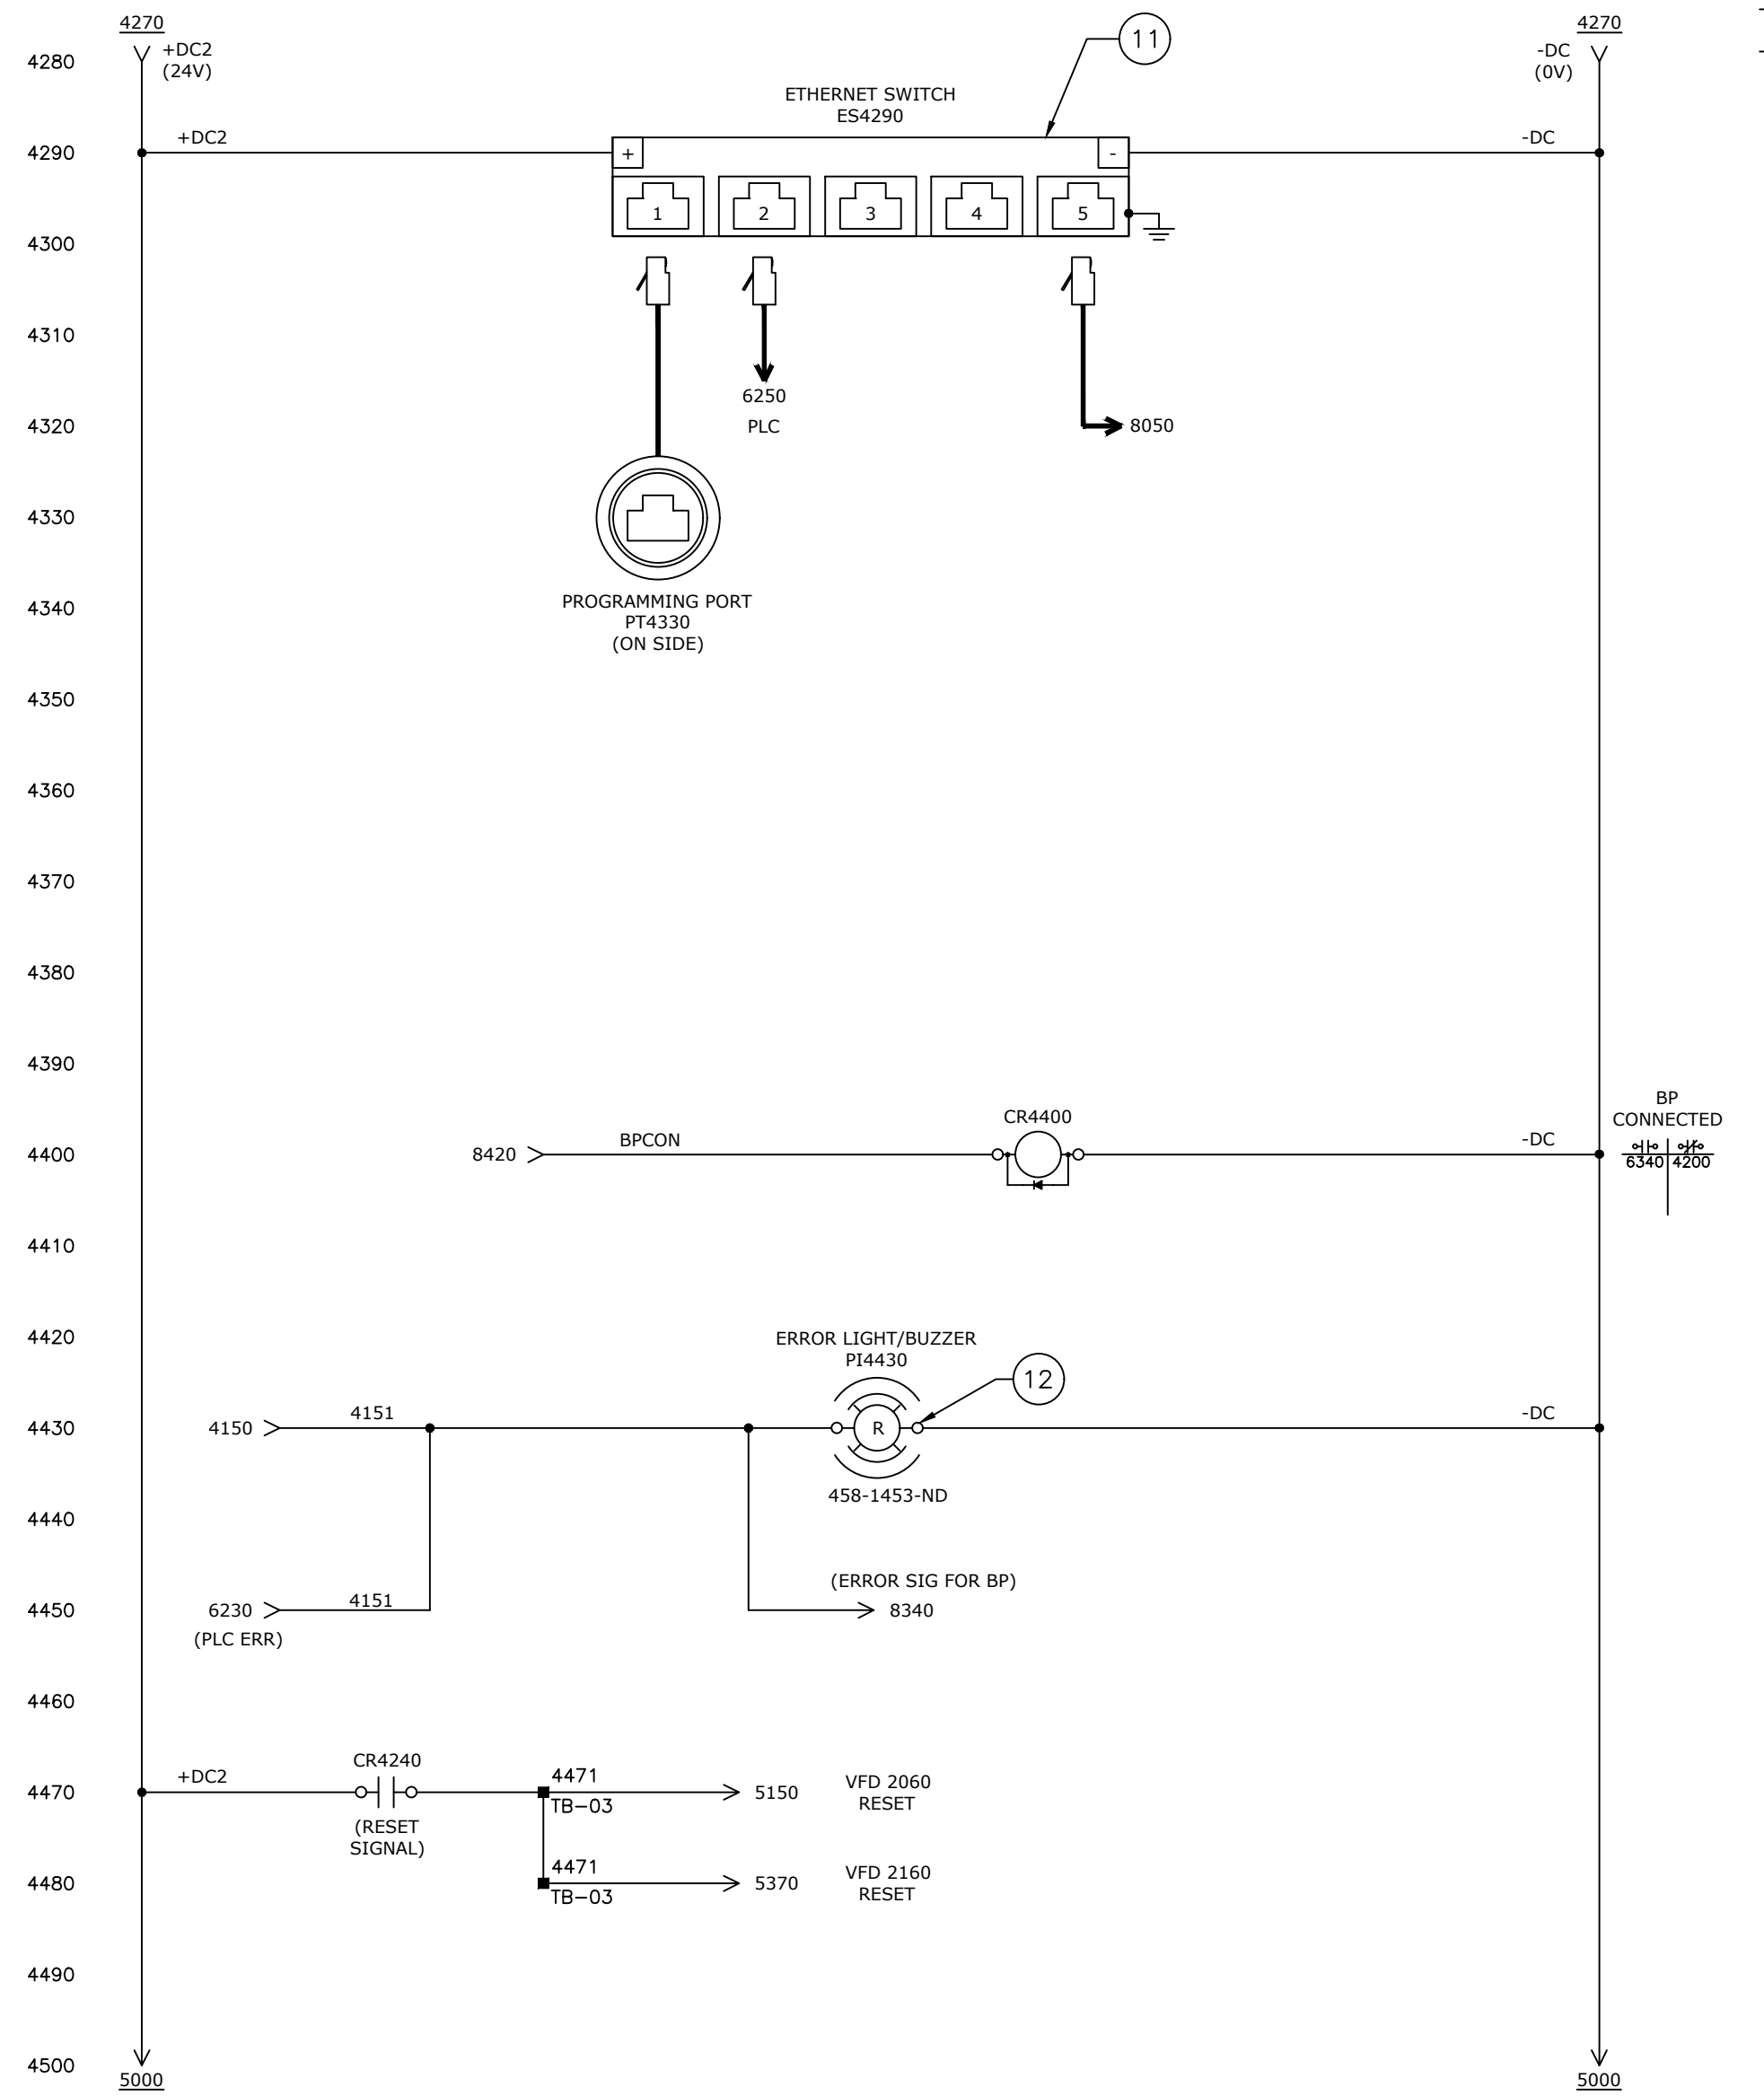 4270
4270
+DC2
(24V)
-DC
(0V)
4280
11
ETHERNET SWITCH
ES4290
4290
+DC2
+
-
-DC
1
2
3
4
5
4300
4310
6250
PLC
4320
8050
4330
4340
PROGRAMMING PORT
PT4330
(ON SIDE)
4350
4360
4370
4380
4390
BP
CONNECTED
CR4400
4400
8420
BPCON
-DC
6340
4200
4410
4420
ERROR LIGHT/BUZZER
PI4430
12
4430
4150
4151
R
-DC
458-1453-ND
4440
(ERROR SIG FOR BP)
4450
6230
4151
8340
(PLC ERR)
4460
CR4240
4470
+DC2
4471
TB-03
5150
VFD 2060
RESET
(RESET
SIGNAL)
4480
4471
TB-03
5370
VFD 2160
RESET
4490
4500
5000
5000